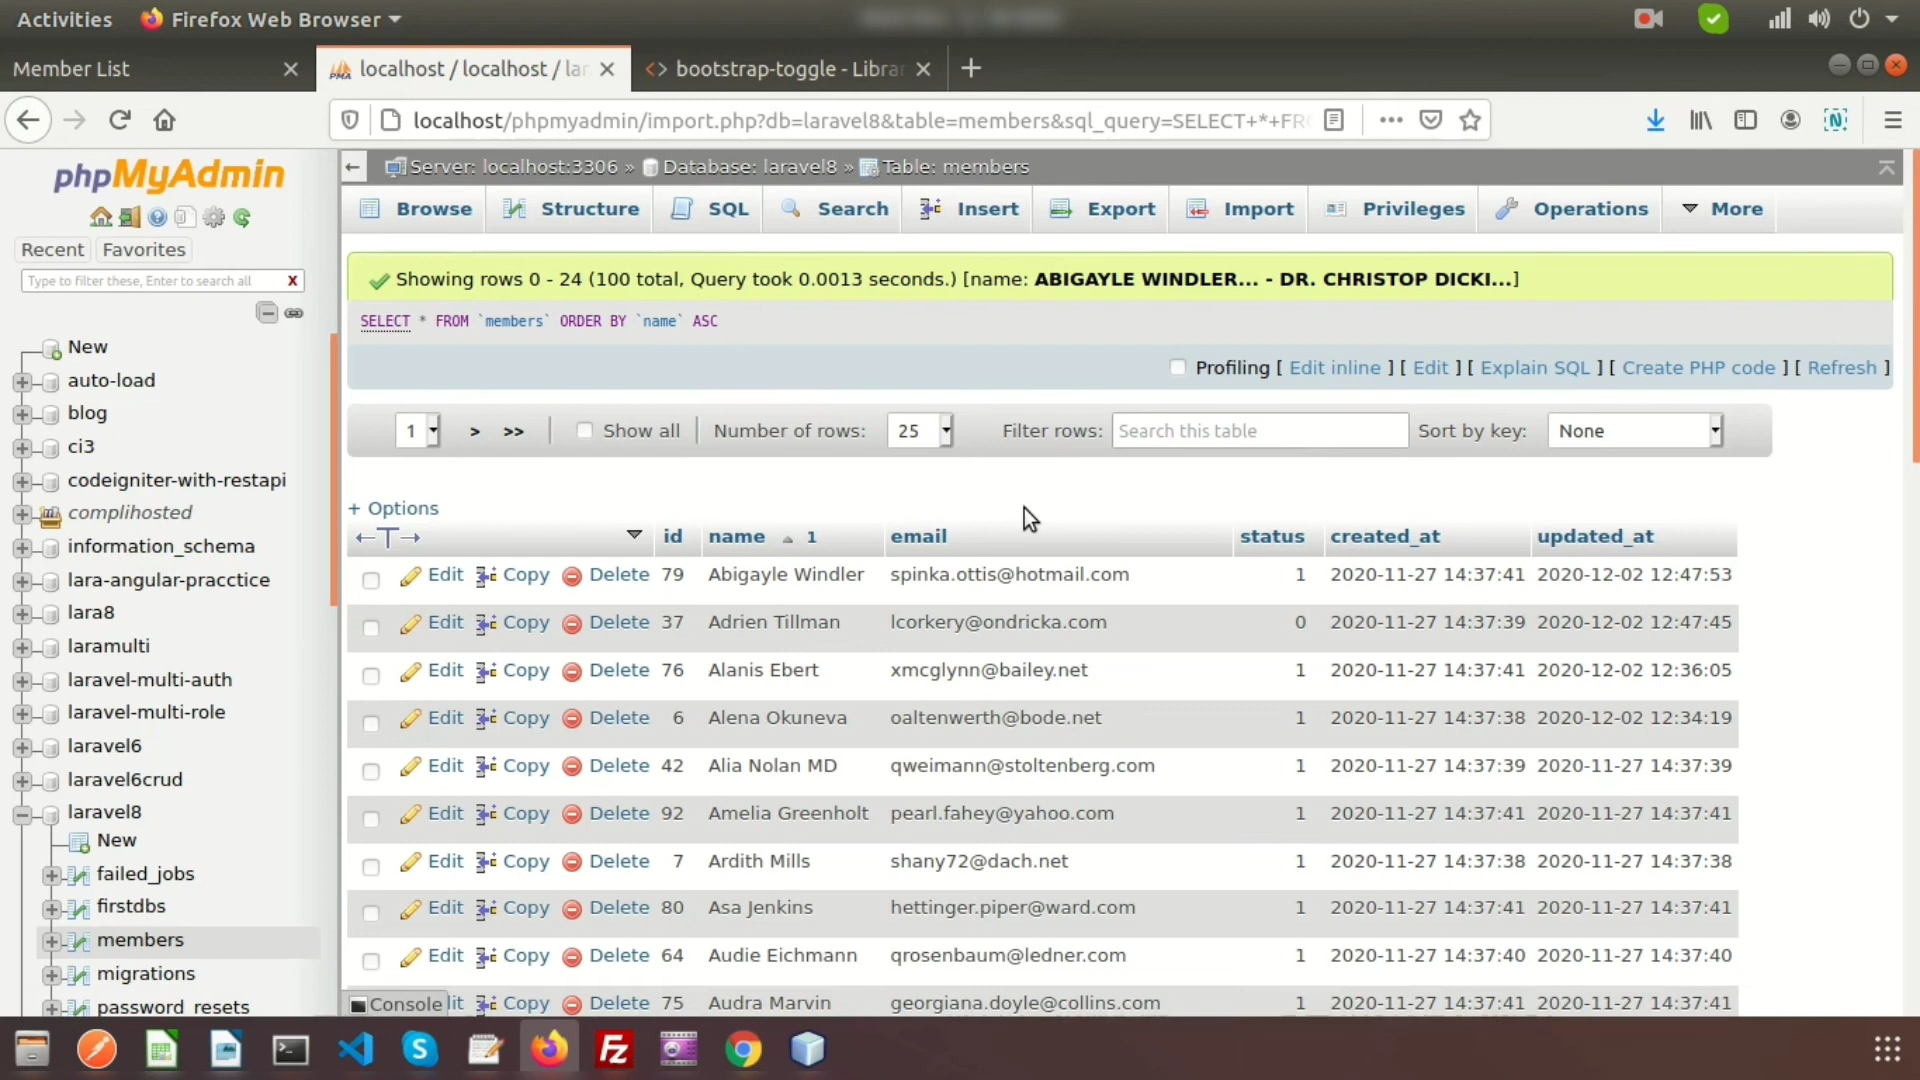 Activities Firefox Web Browser
Member List localhost / localhost / lar bootstrap-toggle - Librar
localhost/phpmyadmin/import.php?db=laravel8&table=members&sql_query=SELECT+*+FR
phpMyAdmin
Recent Favorites
Type to filter these, Enter to search all X
New
auto-load
blog
ci3
codeigniter-with-restapi
complihosted
information_schema
lara-angular-pracctice
lara8
laramulti
laravel-multi-auth
laravel-multi-role
laravel6
laravel6crud
laravel8
New
failed_jobs
firstdbs
members
migrations
password_resets
Server: localhost:3306 » Database: laravel8 » Table: members
Browse Structure SQL Search Insert Export Import Privileges Operations More
Showing rows 0 - 24 (100 total, Query took 0.0013 seconds.) [name: ABIGAYLE WINDLER... - DR. CHRISTOP DICKI...]
SELECT * FROM `members` ORDER BY `name` ASC
Profiling [ Edit inline ] [ Edit ] [ Explain SQL ] [ Create PHP code ] [ Refresh ]
1 > >> Show all Number of rows: 25 Filter rows: Search this table Sort by key: None
+ Options
←T→ id name 1 email status created_at updated_at
Edit Copy Delete 79 Abigayle Windler spinka.ottis@hotmail.com 1 2020-11-27 14:37:41 2020-12-02 12:47:53
Edit Copy Delete 37 Adrien Tillman lcorkery@ondricka.com 0 2020-11-27 14:37:39 2020-12-02 12:47:45
Edit Copy Delete 76 Alanis Ebert xmcglynn@bailey.net 1 2020-11-27 14:37:41 2020-12-02 12:36:05
Edit Copy Delete 6 Alena Okuneva oaltenwerth@bode.net 1 2020-11-27 14:37:38 2020-12-02 12:34:19
Edit Copy Delete 42 Alia Nolan MD qweimann@stoltenberg.com 1 2020-11-27 14:37:39 2020-11-27 14:37:39
Edit Copy Delete 92 Amelia Greenholt pearl.fahey@yahoo.com 1 2020-11-27 14:37:41 2020-11-27 14:37:41
Edit Copy Delete 7 Ardith Mills shany72@dach.net 1 2020-11-27 14:37:38 2020-11-27 14:37:38
Edit Copy Delete 80 Asa Jenkins hettinger.piper@ward.com 1 2020-11-27 14:37:41 2020-11-27 14:37:41
Edit Copy Delete 64 Audie Eichmann qrosenbaum@ledner.com 1 2020-11-27 14:37:40 2020-11-27 14:37:40
Console lit Copy Delete 75 Audra Marvin georgiana.doyle@collins.com 1 2020-11-27 14:37:41 2020-11-27 14:37:41